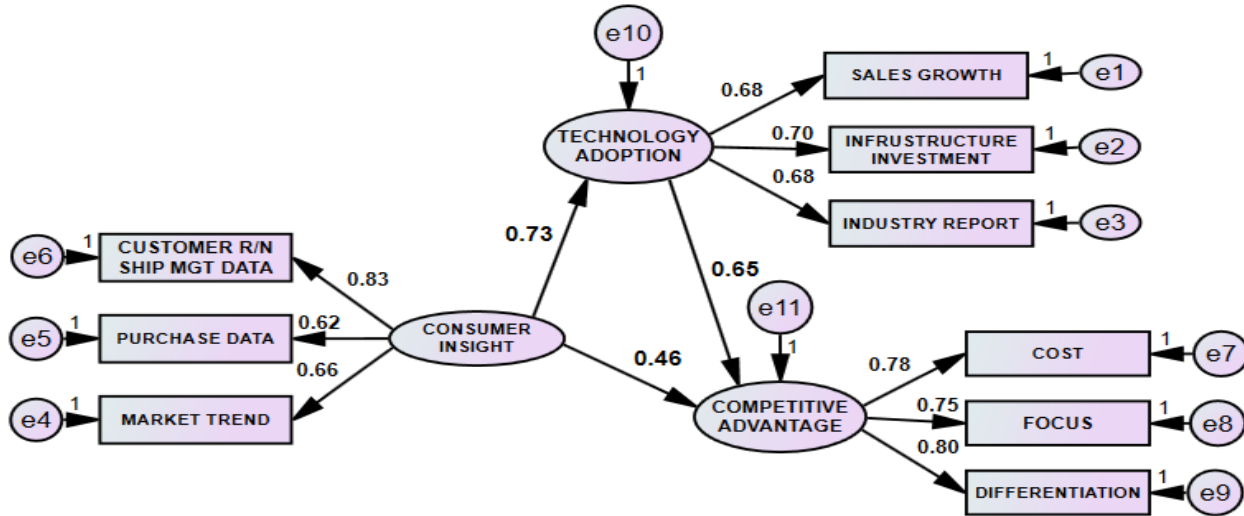 e10
1
SALES GROWTH
1
e1
0.68
TECHNOLOGY
ADOPTION
0.70
INFRUSTRUCTURE
INVESTMENT
1
e2
0.68
INDUSTRY REPORT
1
e3
e6
1
CUSTOMER R/N
SHIP MGT DATA
0.83
0.73
0.65
e5
1
PURCHASE DATA
0.62
CONSUMER
INSIGHT
e11
1
0.46
e4
1
MARKET TREND
0.66
COMPETITIVE
ADVANTAGE
0.78
COST
1
e7
0.75
FOCUS
1
e8
0.80
DIFFERENTIATION
1
e9